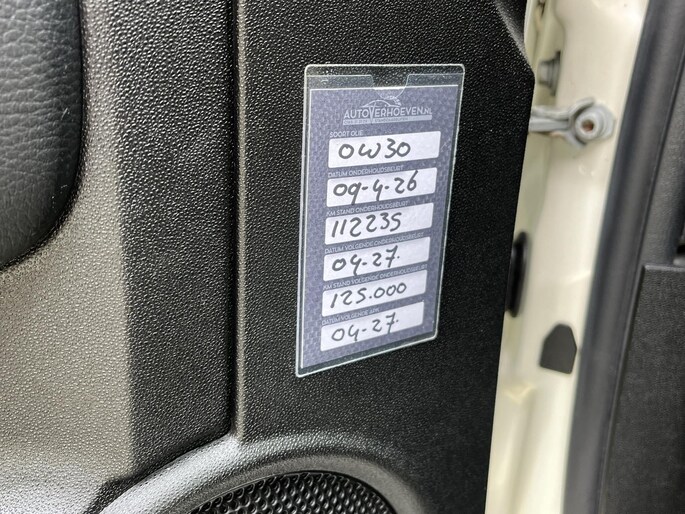 AUTOVERHOEVEN.NL
SOORT OLIE
0W30
DATUM ONDERHOUDSBEURT
09-4-26
KM STAND ONDERHOUDSBEURT
112235
DATUM VOLGENDE ONDERHOUDSBEURT
04-27.
KM STAND VOLGENDE ONDERHOUDSBEURT
125.000
DATUM VOLGENDE APK
04-27.